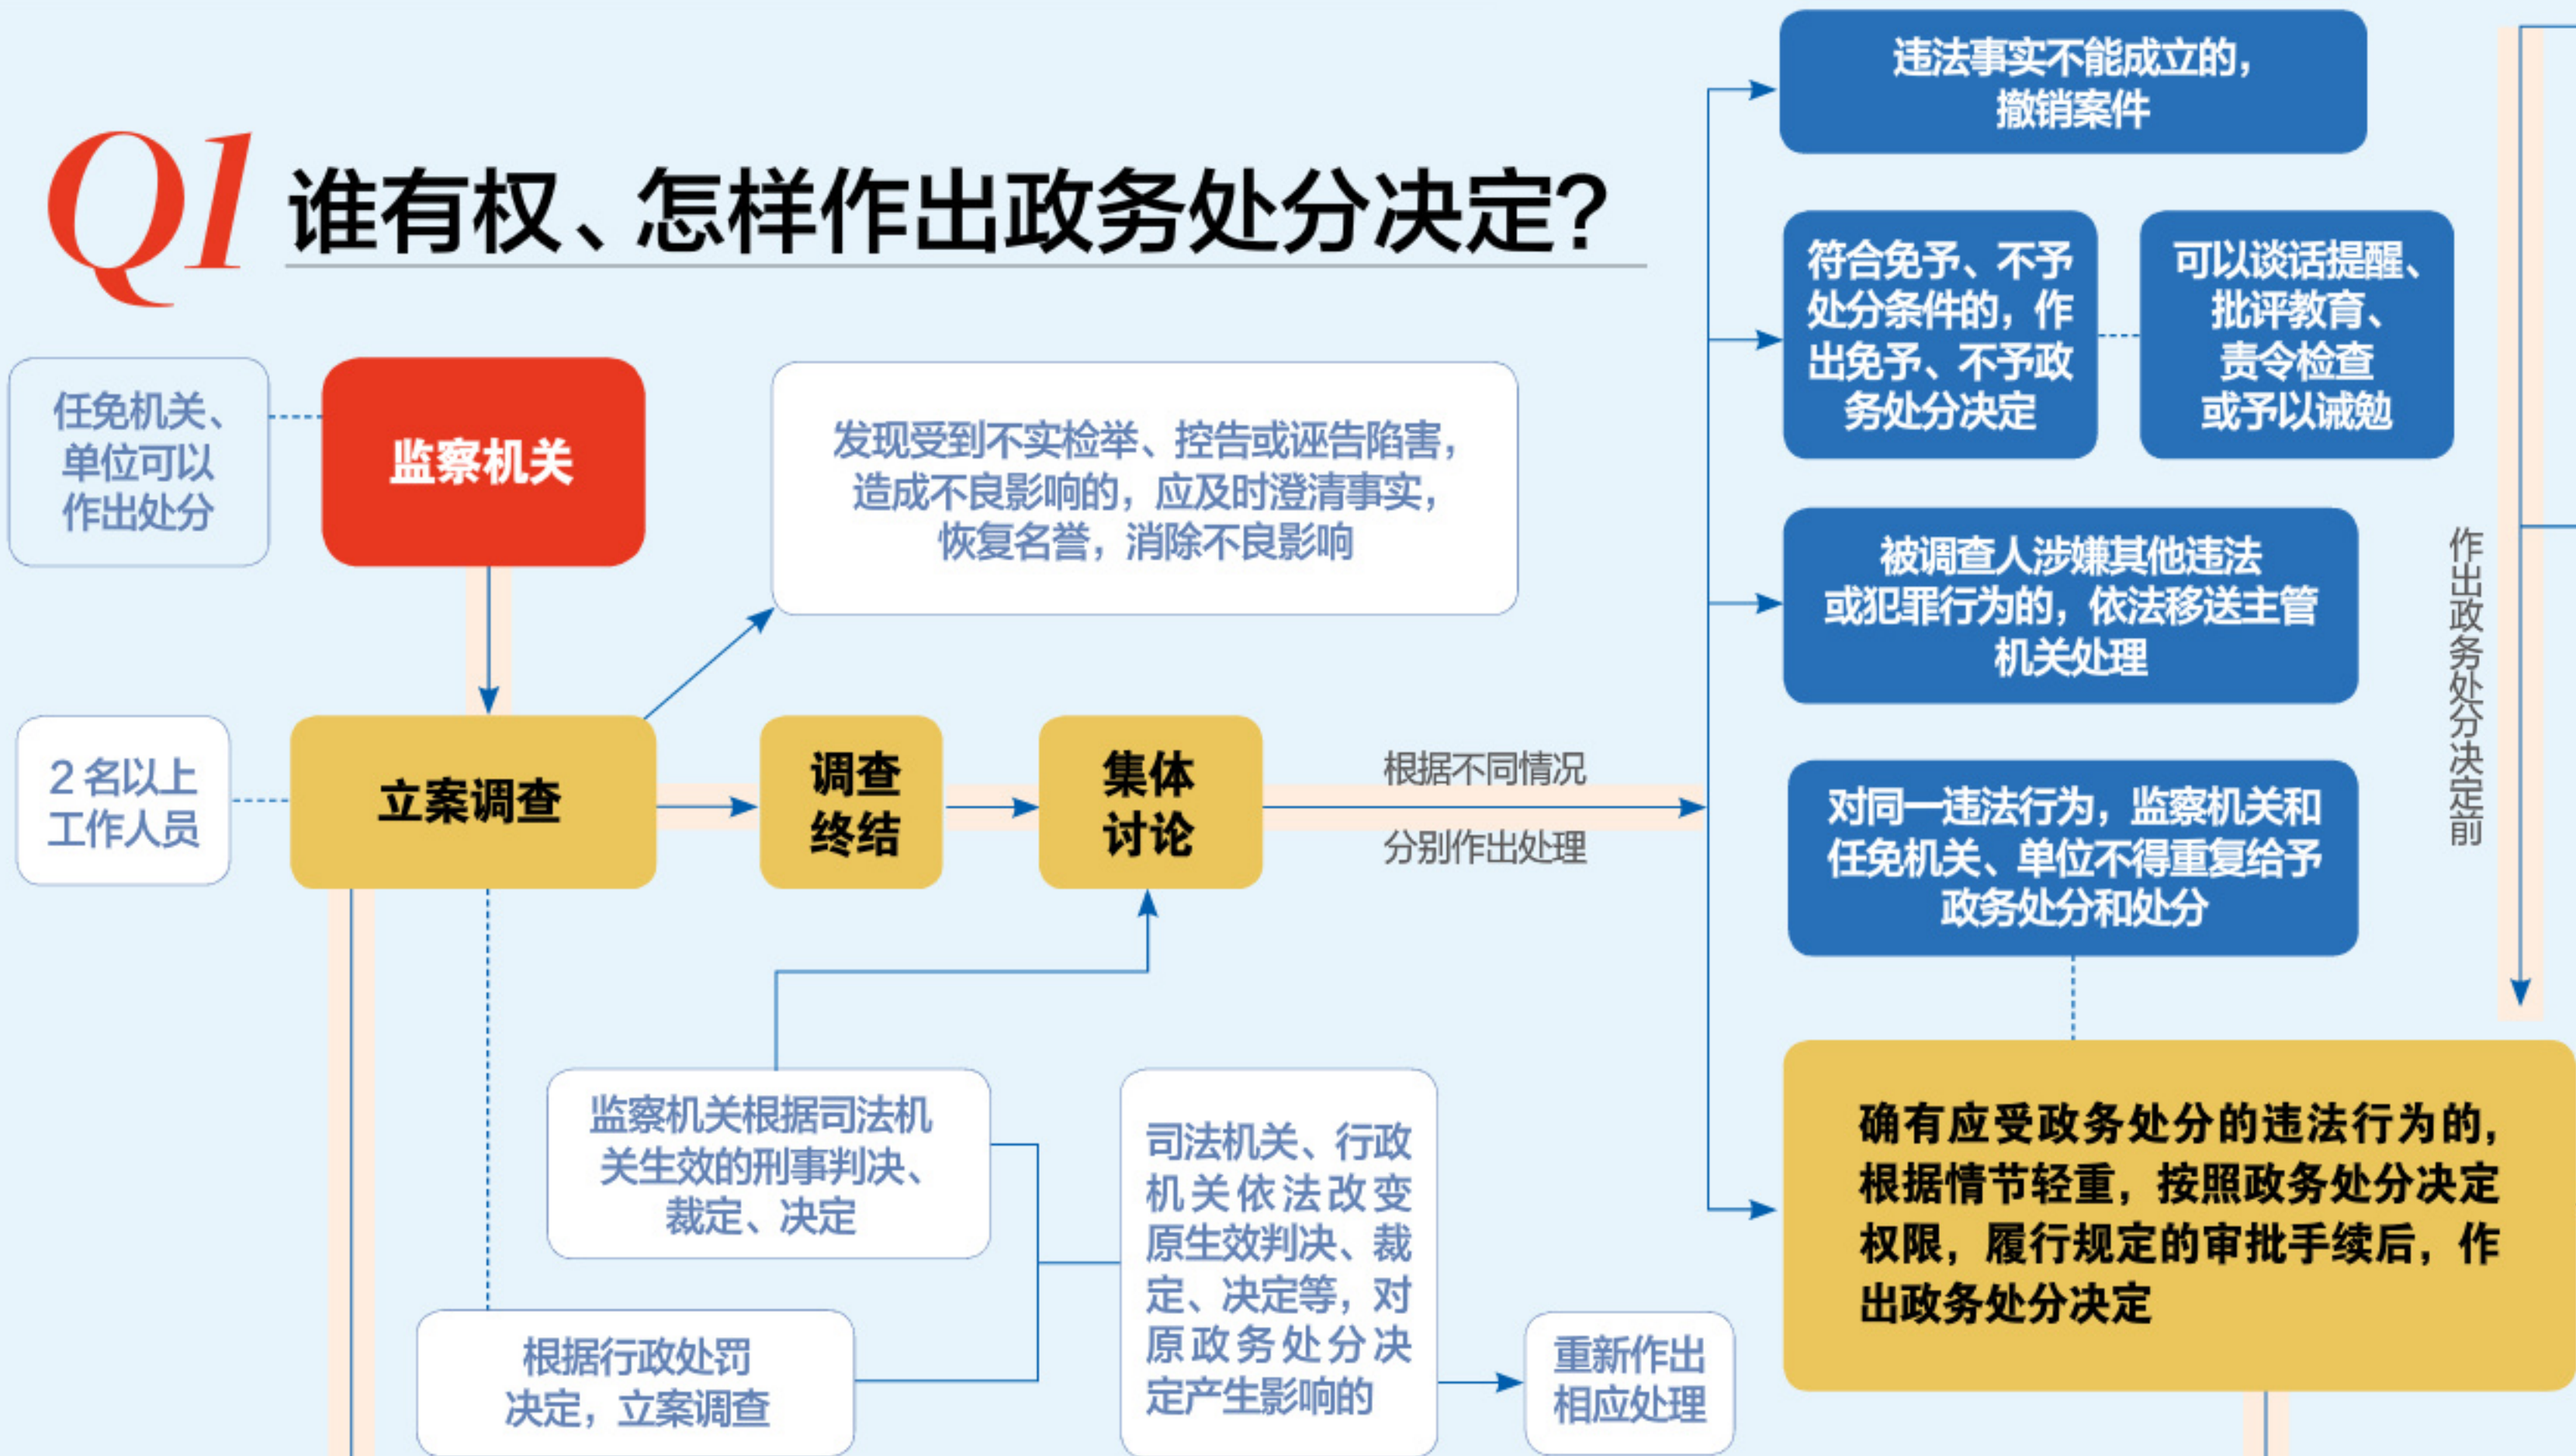 Q1 谁有权、怎样作出政务处分决定？
任免机关、
单位可以
作出处分
监察机关
发现受到不实检举、控告或诬告陷害，
造成不良影响的，应及时澄清事实，
恢复名誉，消除不良影响
2 名以上
工作人员
立案调查
调查
终结
集体
讨论
根据不同情况
分别作出处理
监察机关根据司法机
关生效的刑事判决、
裁定、决定
根据行政处罚
决定，立案调查
司法机关、行政
机关依法改变
原生效判决、裁
定、决定等，对
原政务处分决
定产生影响的
重新作出
相应处理
违法事实不能成立的，
撤销案件
符合免予、不予
处分条件的，作
出免予、不予政
务处分决定
可以谈话提醒、
批评教育、
责令检查
或予以诫勉
被调查人涉嫌其他违法
或犯罪行为的，依法移送主管
机关处理
对同一违法行为，监察机关和
任免机关、单位不得重复给予
政务处分和处分
作出政务处分决定前
确有应受政务处分的违法行为的，
根据情节轻重，按照政务处分决定
权限，履行规定的审批手续后，作
出政务处分决定